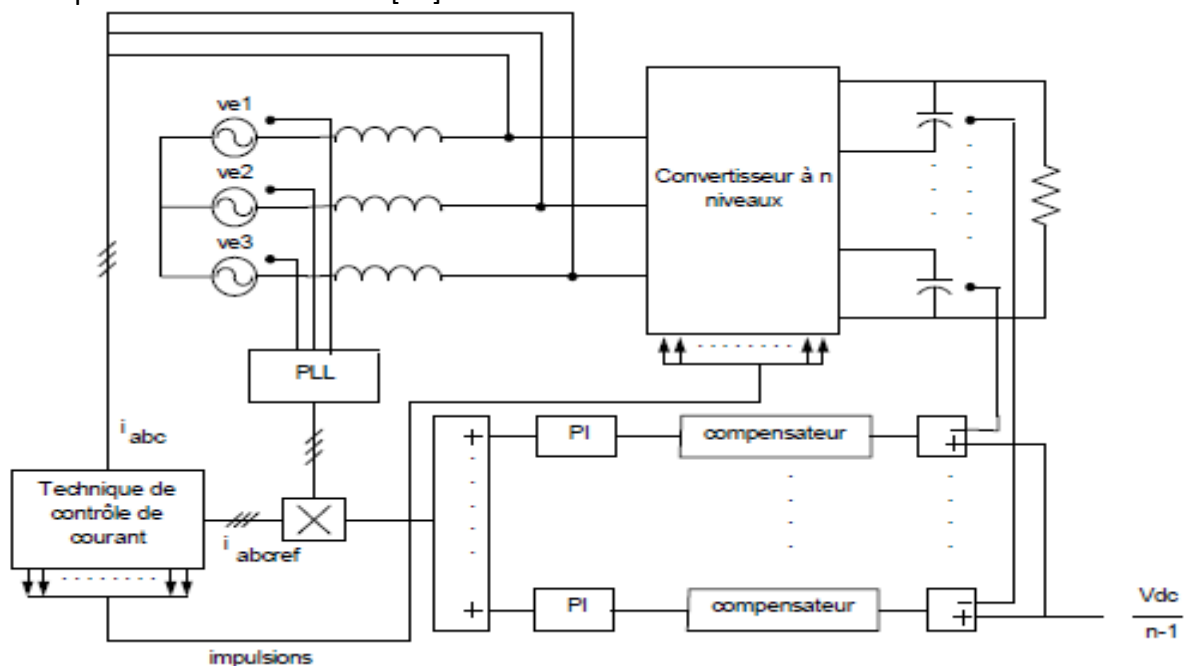 ve1
ve2
ve3
Convertisseur à n
niveaux
PLL
i abc
PI
compensateur
Technique de
contrôle de
courant
i abcref
PI
compensateur
Vdc
n-1
impulsions